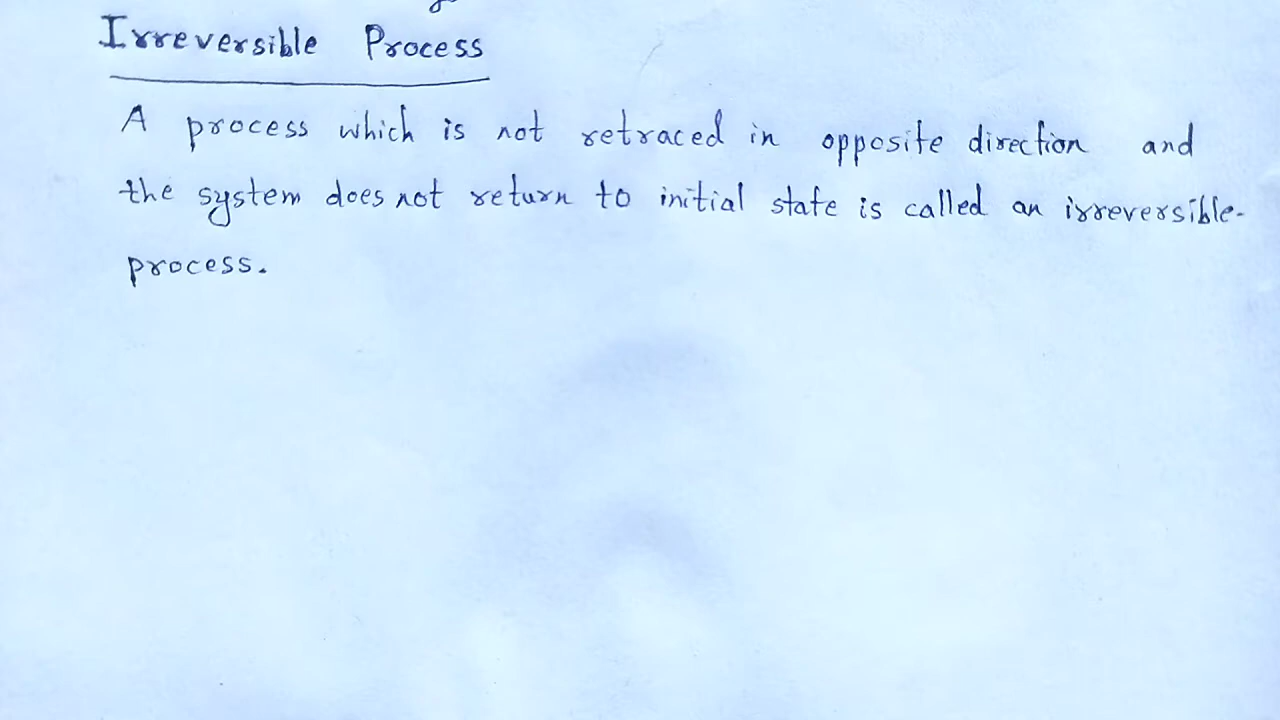 Irreversible Process
A process which is not retraced in opposite direction and
the system does not return to initial state is called an irreversible-
process.